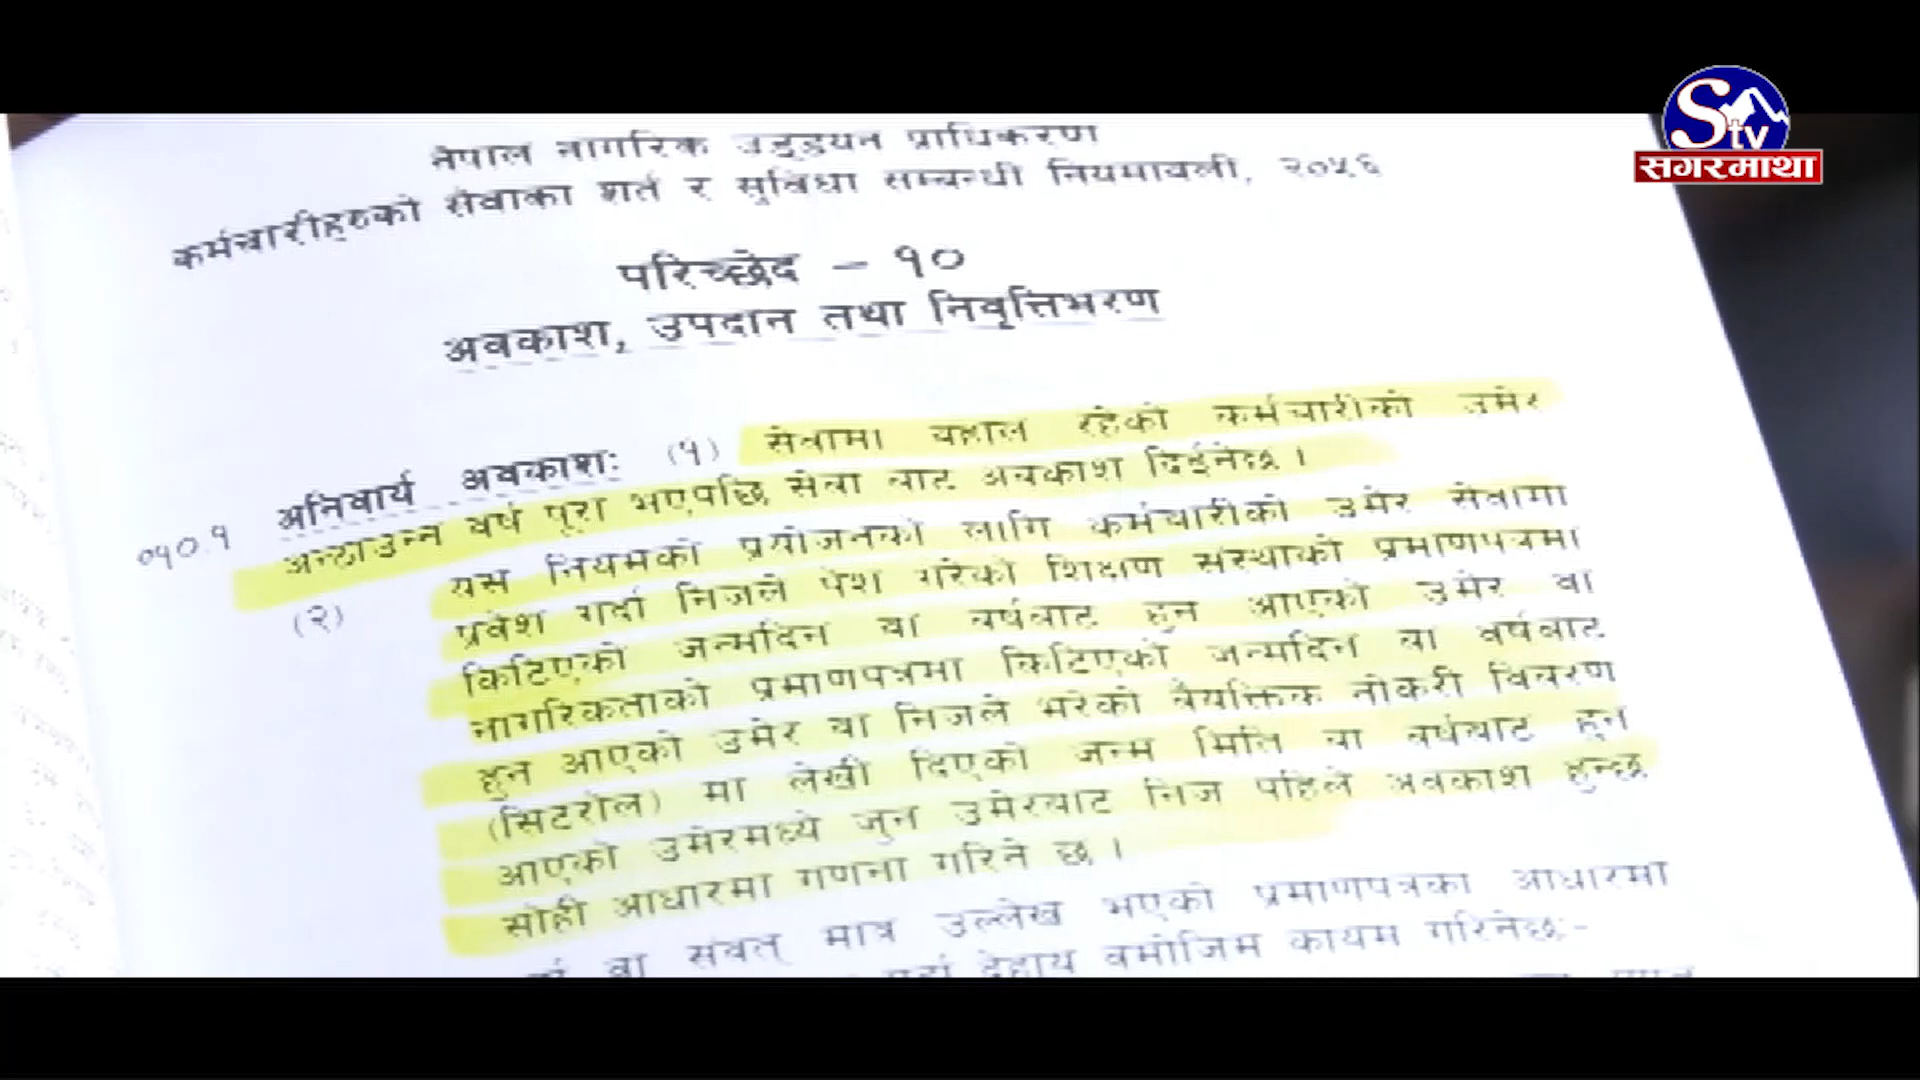 STV
सगरमाथा
नेपाल नागरिक उड्डयन प्राधिकरण
कर्मचारीहरुको सेवाका शर्त र सुविधा सम्बन्धी नियमावली, २०५६
परिच्छेद – १०
अवकाश, उपदान तथा निवृत्तिभरण
०१०.१ अनिवार्य अवकाशः (१) सेवामा बहाल रहेको कर्मचारीको उमेर
अन्ठाउन्न वर्ष पूरा भएपछि सेवा बाट अवकाश दिईनेछ ।
(२) यस नियमको प्रयोजनको लागि कर्मचारीको उमेर सेवामा
प्रवेश गर्दा निजले पेश गरेको शिक्षण संस्थाको प्रमाणपत्रमा
किटिएको जन्मदिन वा वर्षबाट हुन आएको उमेर वा
नागरिकताको प्रमाणपत्रमा किटिएको जन्मदिन वा वर्षबाट
हुन आएको उमेर वा निजले भरेको वैयक्तिक नोकरी विवरण
(सिटरोल) मा लेखी दिएको जन्म मिति वा वर्षबाट हुन
आएको उमेरमध्ये जुन उमेरबाट निज पहिले अवकाश हुन्छ
सोही आधारमा गणना गरिने छ ।
वा संवत् मात्र उल्लेख भएको प्रमाणपत्रका आधारमा
देहाय बमोजिम कायम गरिनेछः-